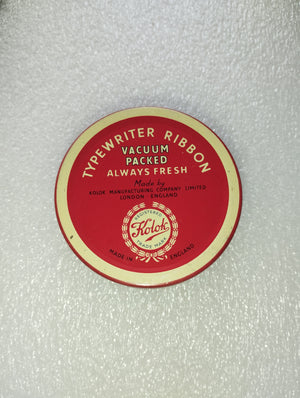 TYPEWRITER RIBBON
VACUUM
PACKED
ALWAYS FRESH
Made by
KOLOK MANUFACTURING COMPANY LIMITED
LONDON ENGLAND
REGISTERED
Kolok
TRADE MARK
MADE IN ENGLAND